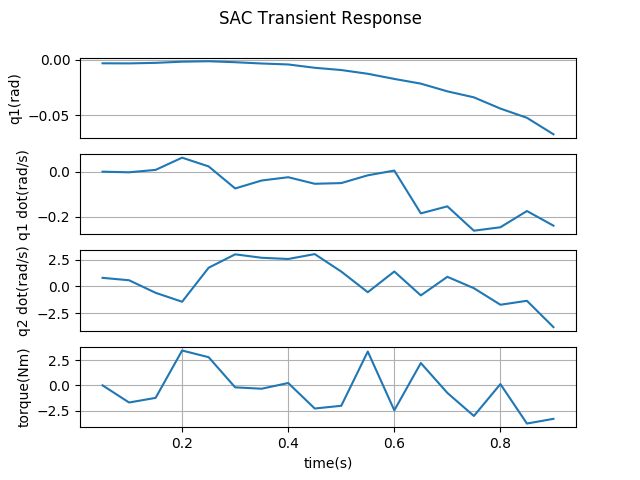 SAC Transient Response
q1(rad)
0.00
−0.05
q1 dot(rad/s)
0.0
−0.2
q2 dot(rad/s)
2.5
0.0
−2.5
torque(Nm)
2.5
0.0
−2.5
0.2 0.4 0.6 0.8
time(s)